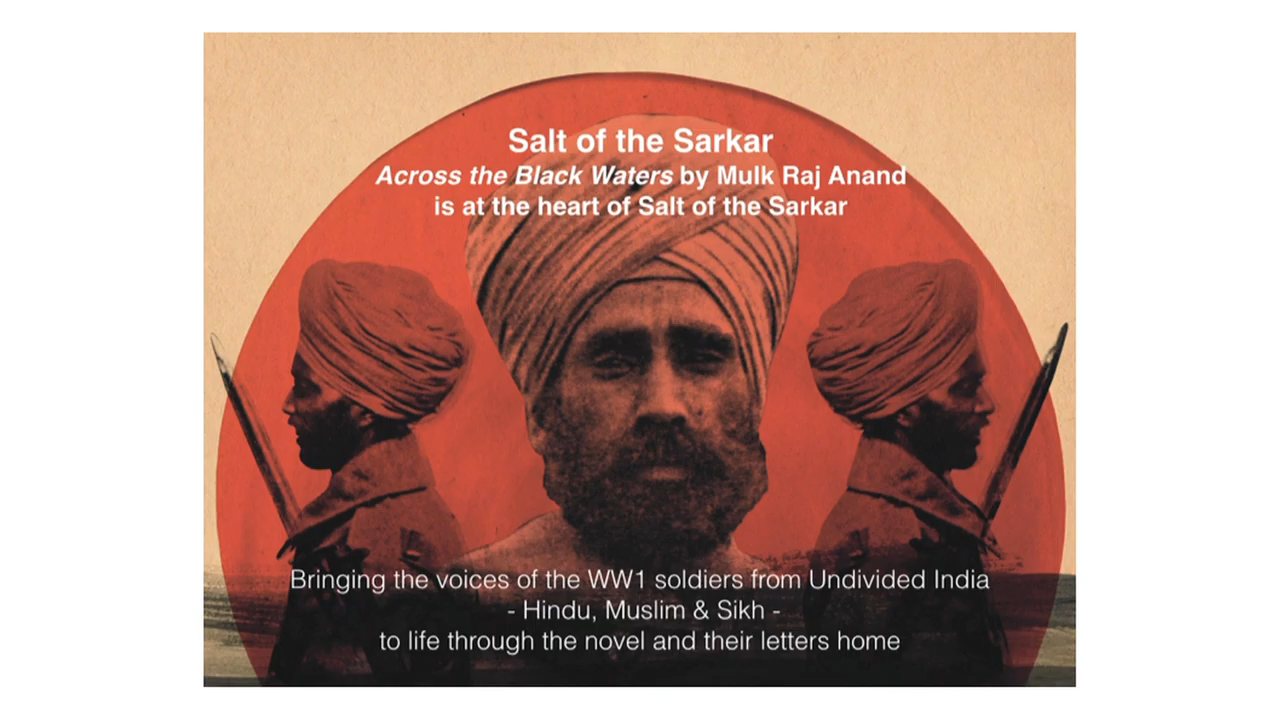 Salt of the Sarkar
Across the Black Waters by Mulk Raj Anand
is at the heart of Salt of the Sarkar
Bringing the voices of the WW1 soldiers from Undivided India
- Hindu, Muslim & Sikh -
to life through the novel and their letters home